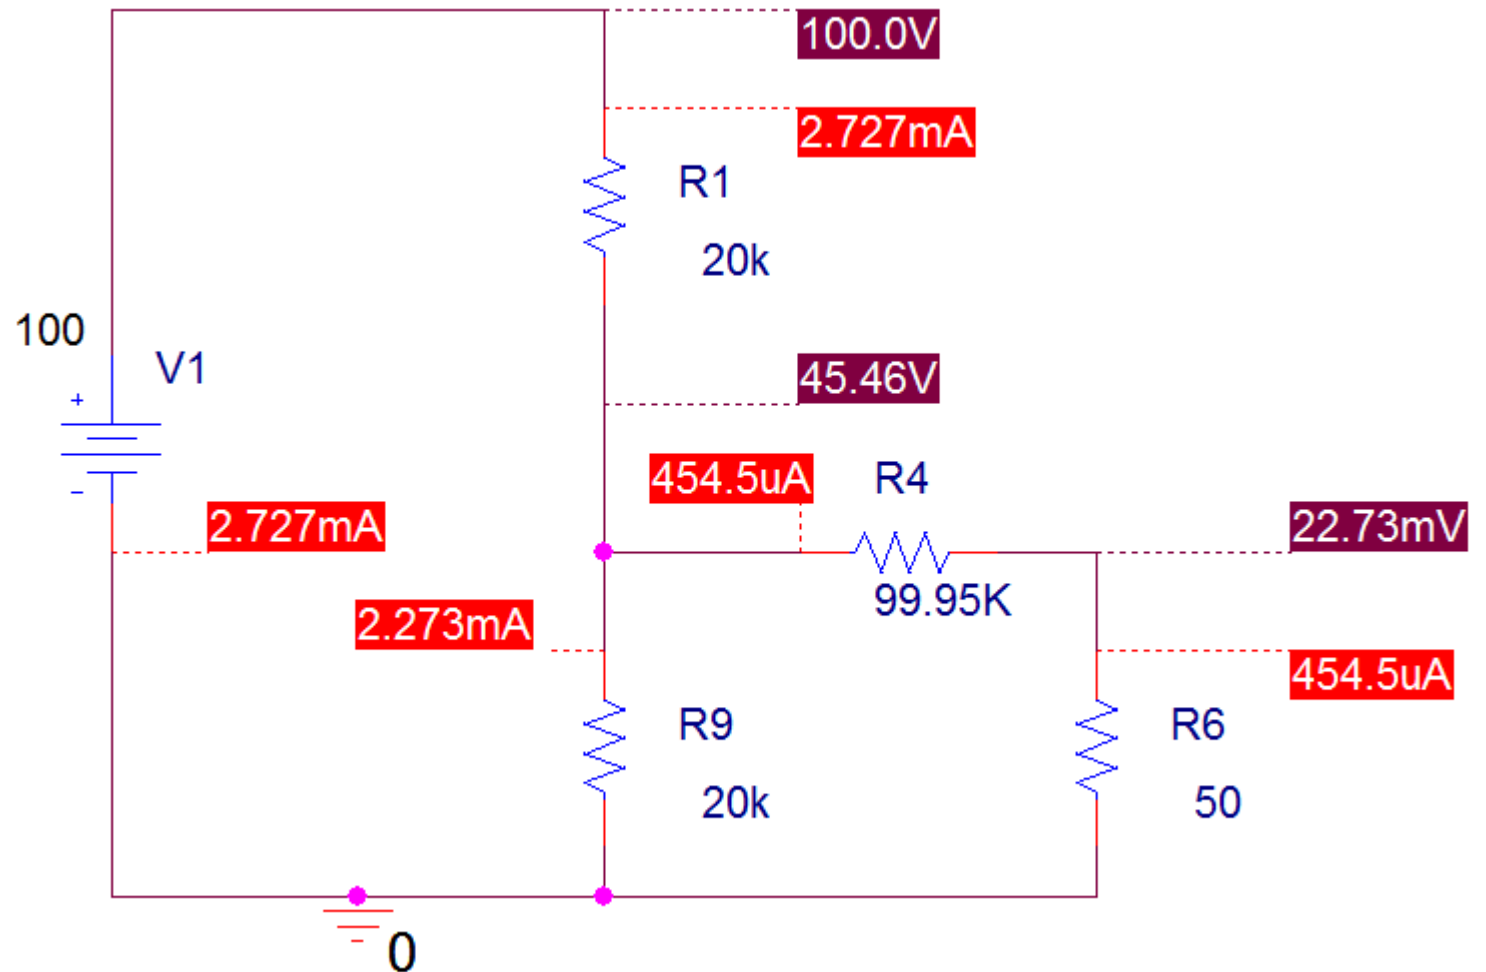 100.0V
2.727mA
R1
20k
100
V1
+
−
45.46V
454.5uA
R4
99.95K
22.73mV
2.727mA
2.273mA
454.5uA
R9
20k
R6
50
0